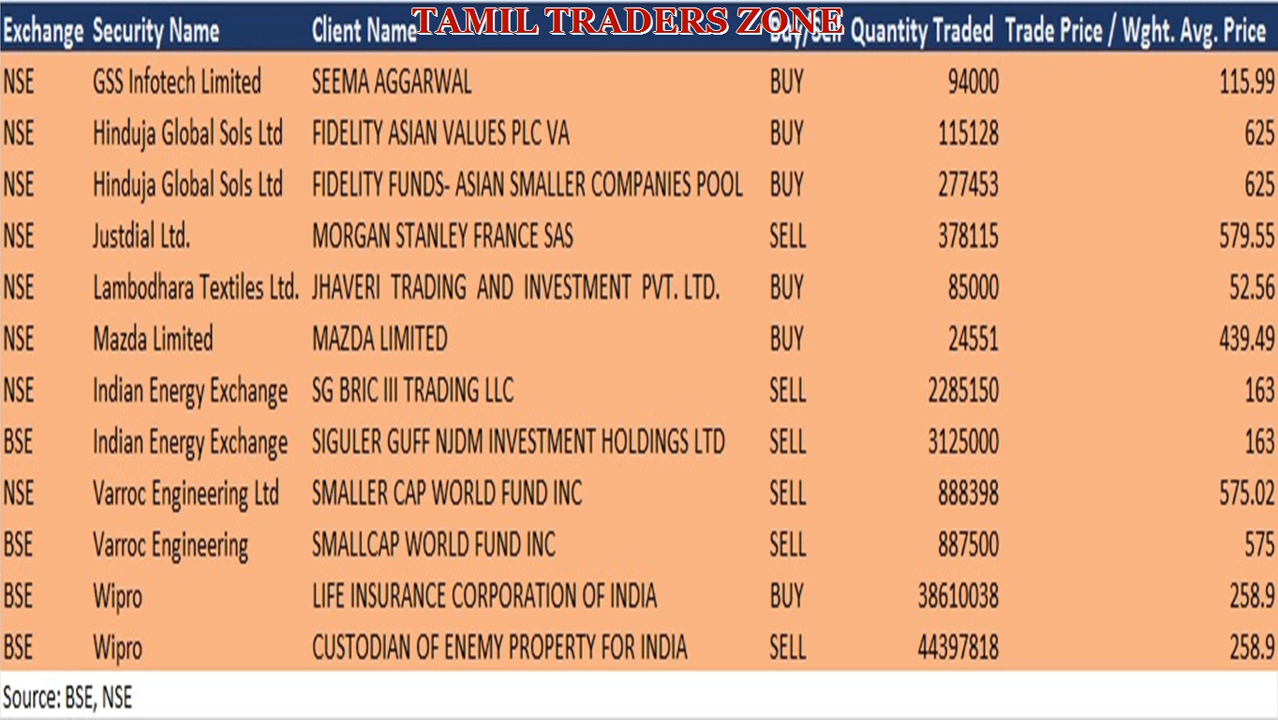 TAMIL TRADERS ZONE
Exchange Security Name Client Name Buy/Sell Quantity Traded Trade Price / Wght. Avg. Price
NSE GSS Infotech Limited SEEMA AGGARWAL BUY 94000 115.99
NSE Hinduja Global Sols Ltd FIDELITY ASIAN VALUES PLC VA BUY 115128 625
NSE Hinduja Global Sols Ltd FIDELITY FUNDS- ASIAN SMALLER COMPANIES POOL BUY 277453 625
NSE Justdial Ltd. MORGAN STANLEY FRANCE SAS SELL 378115 579.55
NSE Lambodhara Textiles Ltd. JHAVERI TRADING AND INVESTMENT PVT. LTD. BUY 85000 52.56
NSE Mazda Limited MAZDA LIMITED BUY 24551 439.49
NSE Indian Energy Exchange SG BRIC III TRADING LLC SELL 2285150 163
BSE Indian Energy Exchange SIGULER GUFF NJDM INVESTMENT HOLDINGS LTD SELL 3125000 163
NSE Varroc Engineering Ltd SMALLER CAP WORLD FUND INC SELL 888398 575.02
BSE Varroc Engineering SMALLCAP WORLD FUND INC SELL 887500 575
BSE Wipro LIFE INSURANCE CORPORATION OF INDIA BUY 38610038 258.9
BSE Wipro CUSTODIAN OF ENEMY PROPERTY FOR INDIA SELL 44397818 258.9
Source: BSE, NSE